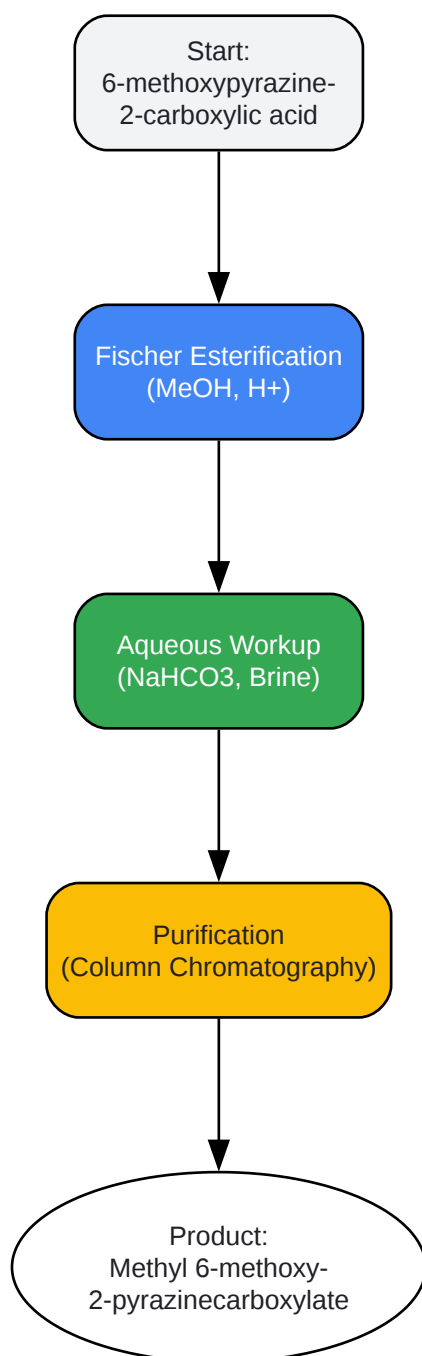 Start:
6-methoxypyrazine-
2-carboxylic acid
Fischer Esterification
(MeOH, H+)
Aqueous Workup
(NaHCO3, Brine)
Purification
(Column Chromatography)
Product:
Methyl 6-methoxy-
2-pyrazinecarboxylate